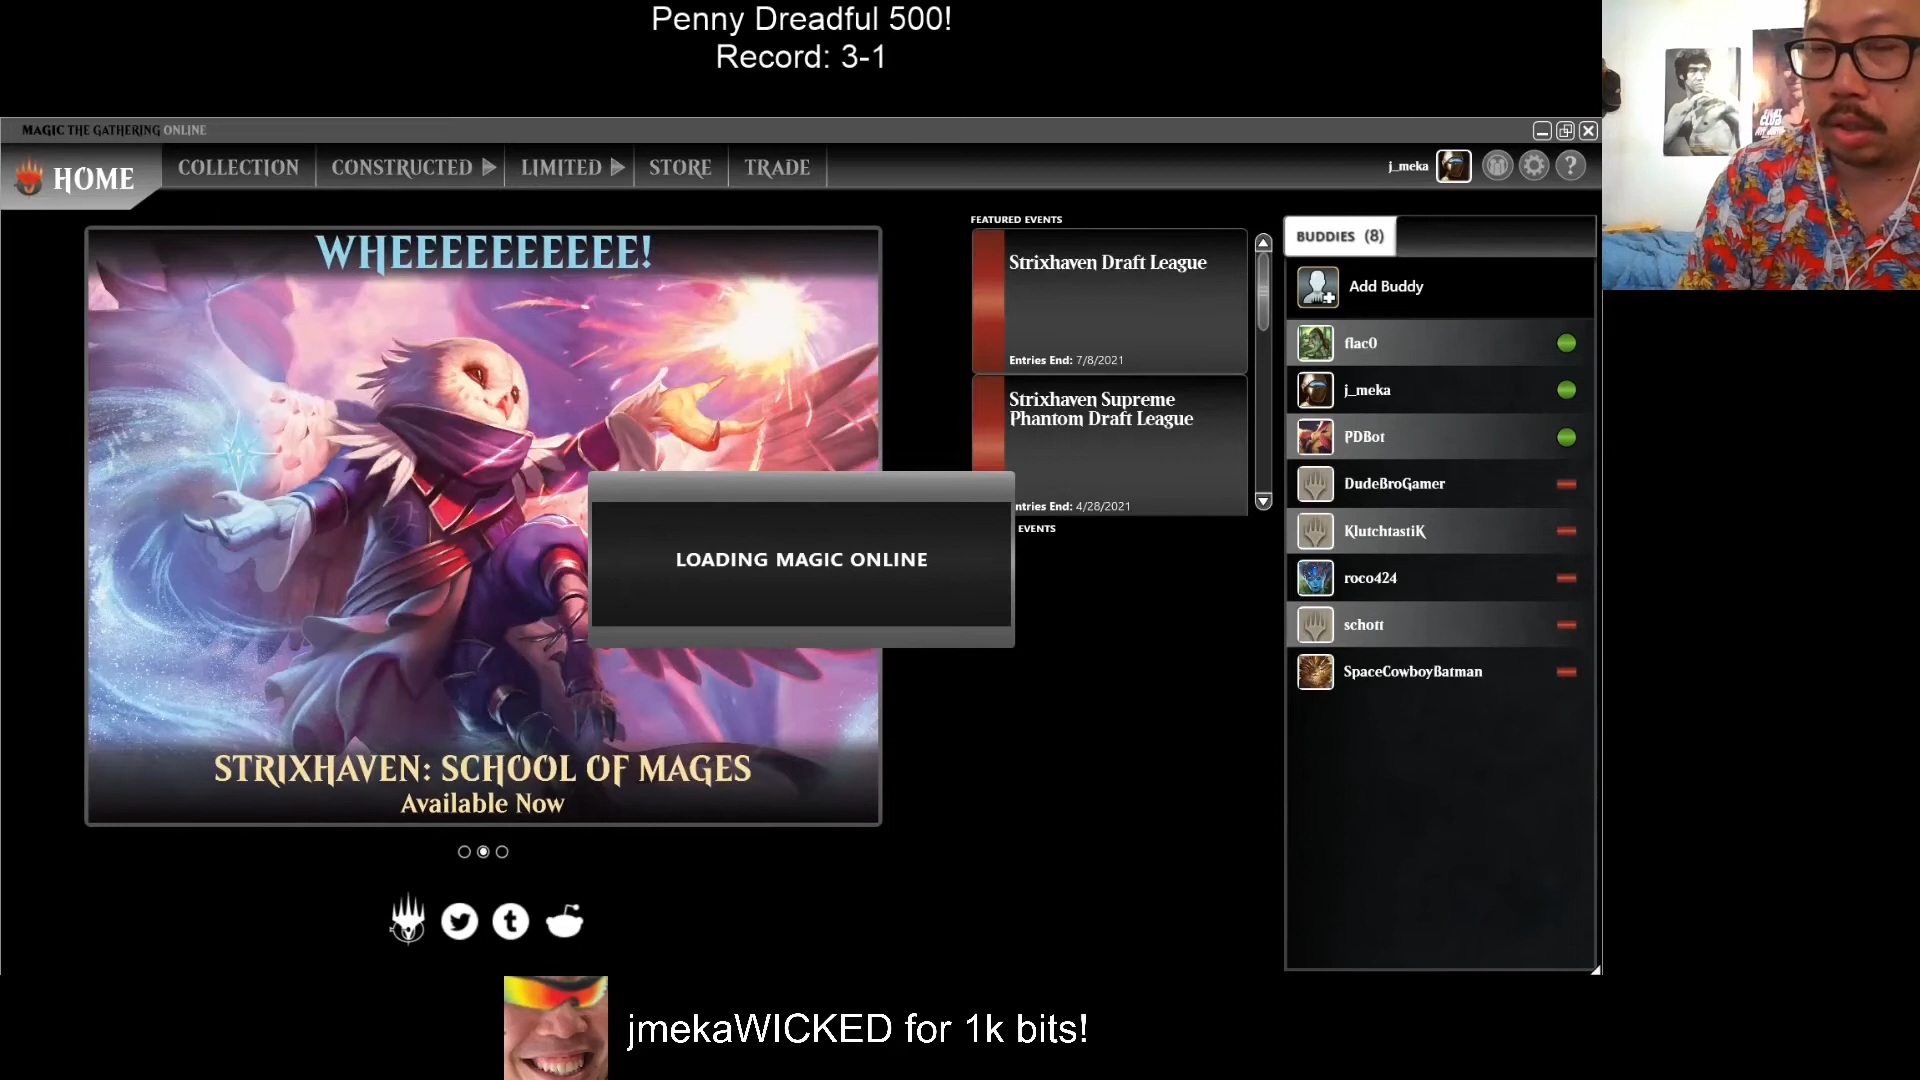 Penny Dreadful 500!
Record: 3-1
MAGIC THE GATHERING ONLINE
HOME
COLLECTION
CONSTRUCTED
LIMITED
STORE
TRADE
j_meka
?
WHEEEEEEEEEE!
STRIXHAVEN: SCHOOL OF MAGES
Available Now
FEATURED EVENTS
Strixhaven Draft League
Entries End: 7/8/2021
Strixhaven Supreme
Phantom Draft League
ntries End: 4/28/2021
EVENTS
LOADING MAGIC ONLINE
BUDDIES (8)
Add Buddy
flac0
j_meka
PDBot
DudeBroGamer
KlutchtastiK
roco424
schott
SpaceCowboyBatman
jmekaWICKED for 1k bits!